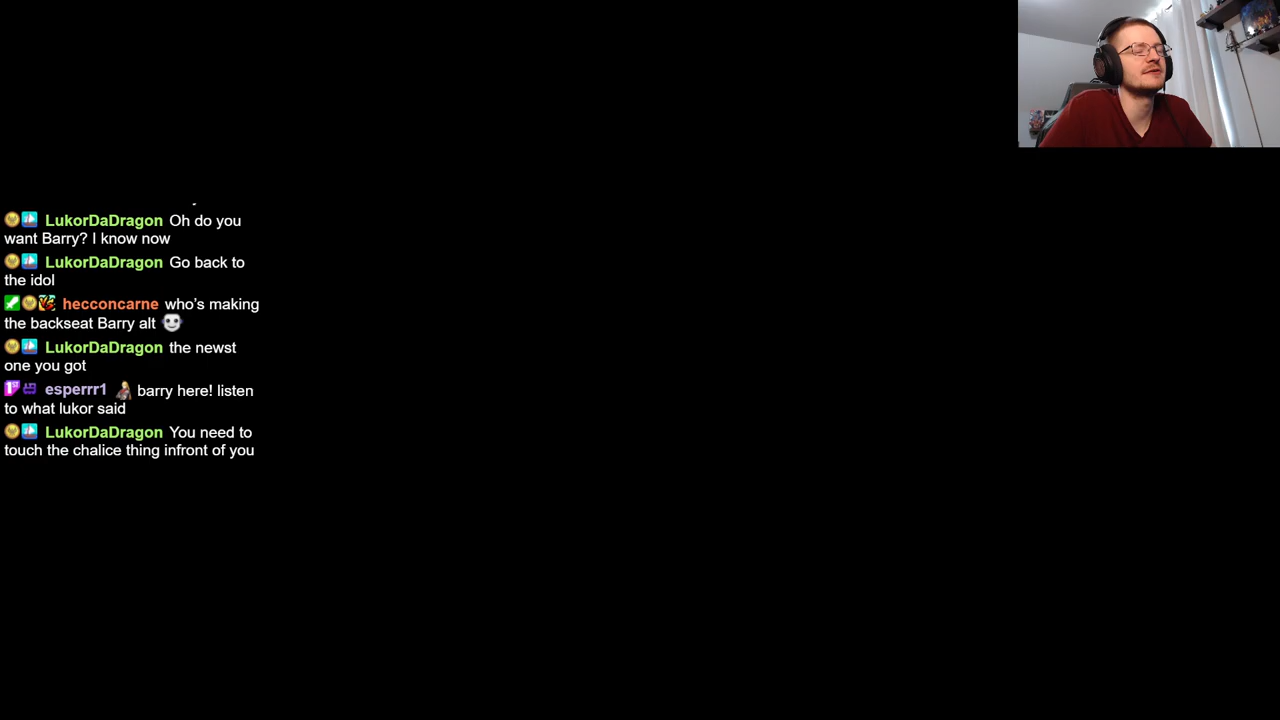 LukorDaDragon Oh do you
want Barry? I know now
LukorDaDragon Go back to
the idol
hecconcarne who's making
the backseat Barry alt
LukorDaDragon the newst
one you got
esperrr1 barry here! listen
to what lukor said
LukorDaDragon You need to
touch the chalice thing infront of you